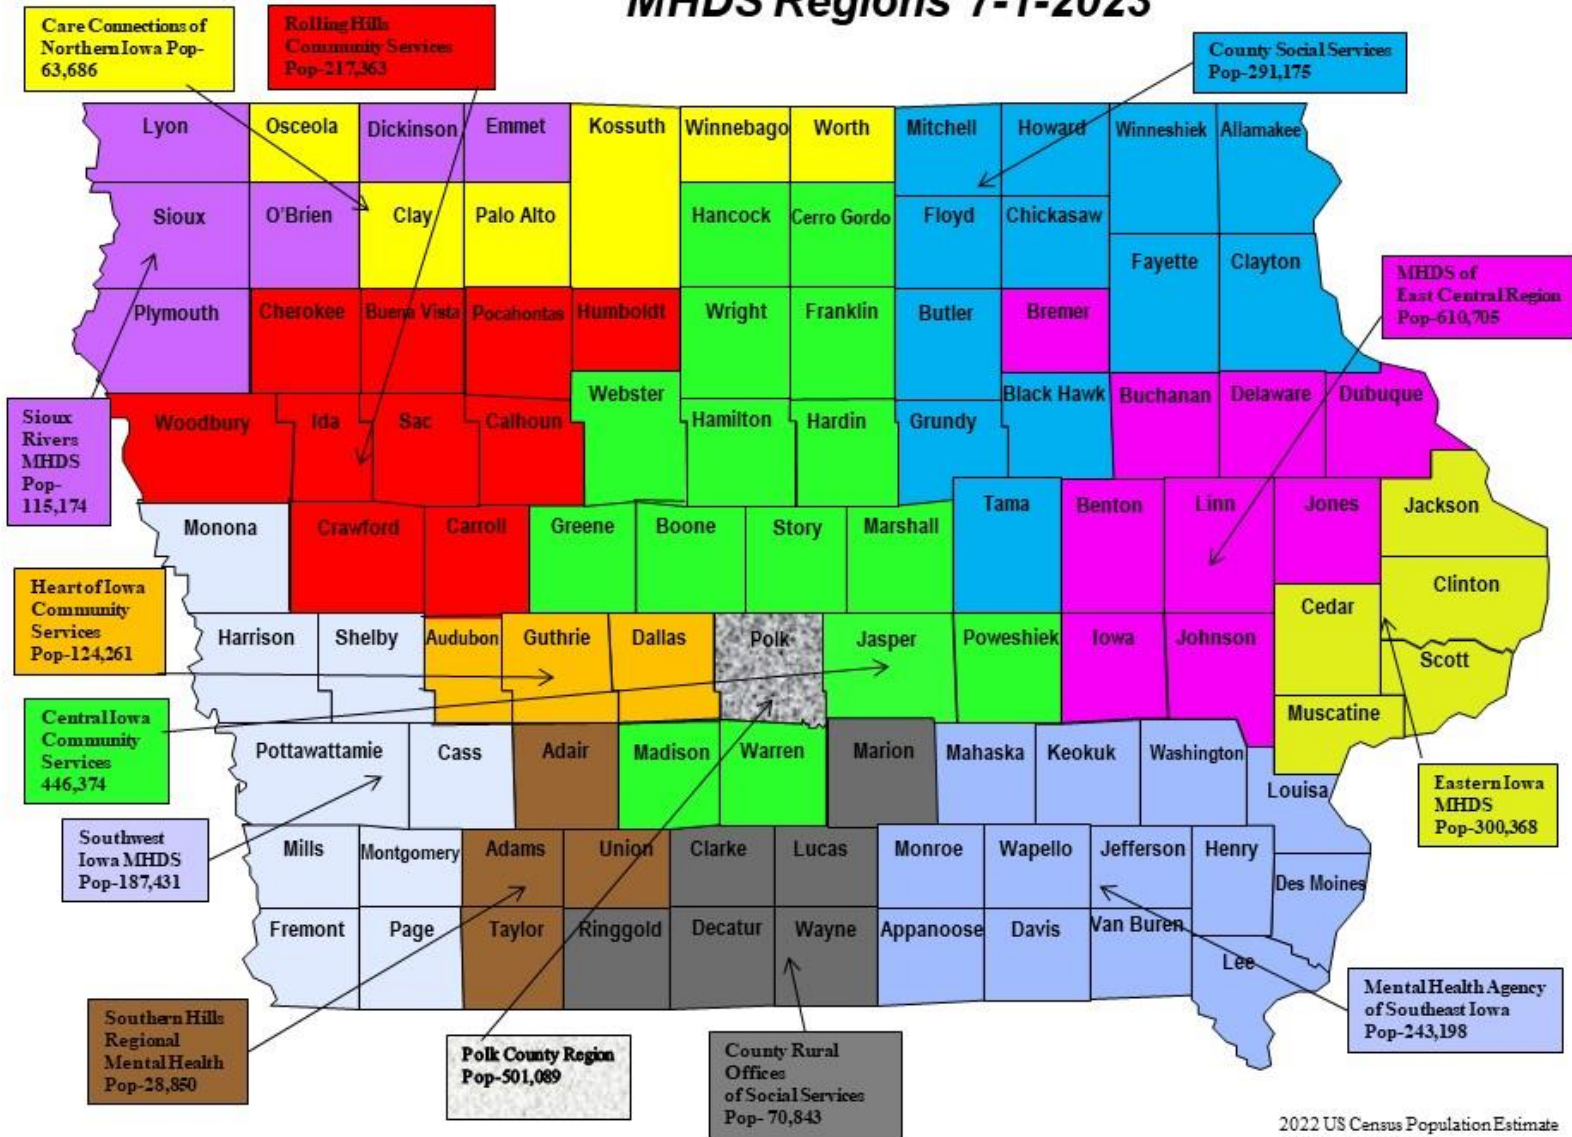 MHDS Regions 7-1-2023
Care Connections of
Northern Iowa Pop-
63,686
Rolling Hills
Community Services
Pop-217,363
County Social Services
Pop-291,175
Lyon
Osceola
Dickinson
Emmet
Kossuth
Winnebago
Worth
Mitchell
Howard
Winneshiek
Allamakee
Sioux
O'Brien
Clay
Palo Alto
Hancock
Cerro Gordo
Floyd
Chickasaw
Fayette
Clayton
MHDS of
East Central Region
Pop-610,705
Plymouth
Cherokee
Buena Vista
Pocahontas
Humboldt
Wright
Franklin
Butler
Bremer
Webster
Black Hawk
Buchanan
Delaware
Dubuque
Sioux
Rivers
MHDS
Pop-
115,174
Woodbury
Ida
Sac
Calhoun
Hamilton
Hardin
Grundy
Monona
Crawford
Carroll
Greene
Boone
Story
Marshall
Tama
Benton
Linn
Jones
Jackson
Heart of Iowa
Community
Services
Pop-124,261
Clinton
Cedar
Harrison
Shelby
Audubon
Guthrie
Dallas
Polk
Jasper
Poweshiek
Iowa
Johnson
Scott
Central Iowa
Community
Services
446,374
Muscatine
Pottawattamie
Cass
Adair
Madison
Warren
Marion
Mahaska
Keokuk
Washington
Louisa
Eastern Iowa
MHDS
Pop-300,368
Southwest
Iowa MHDS
Pop-187,431
Mills
Montgomery
Adams
Union
Clarke
Lucas
Monroe
Wapello
Jefferson
Henry
Des Moines
Fremont
Page
Taylor
Ringgold
Decatur
Wayne
Appanoose
Davis
Van Buren
Lee
Mental Health Agency
of Southeast Iowa
Pop-243,198
Southern Hills
Regional
Mental Health
Pop-28,850
Polk County Region
Pop-501,089
County Rural
Offices
of Social Services
Pop- 70,843
2022 US Census Population Estimate